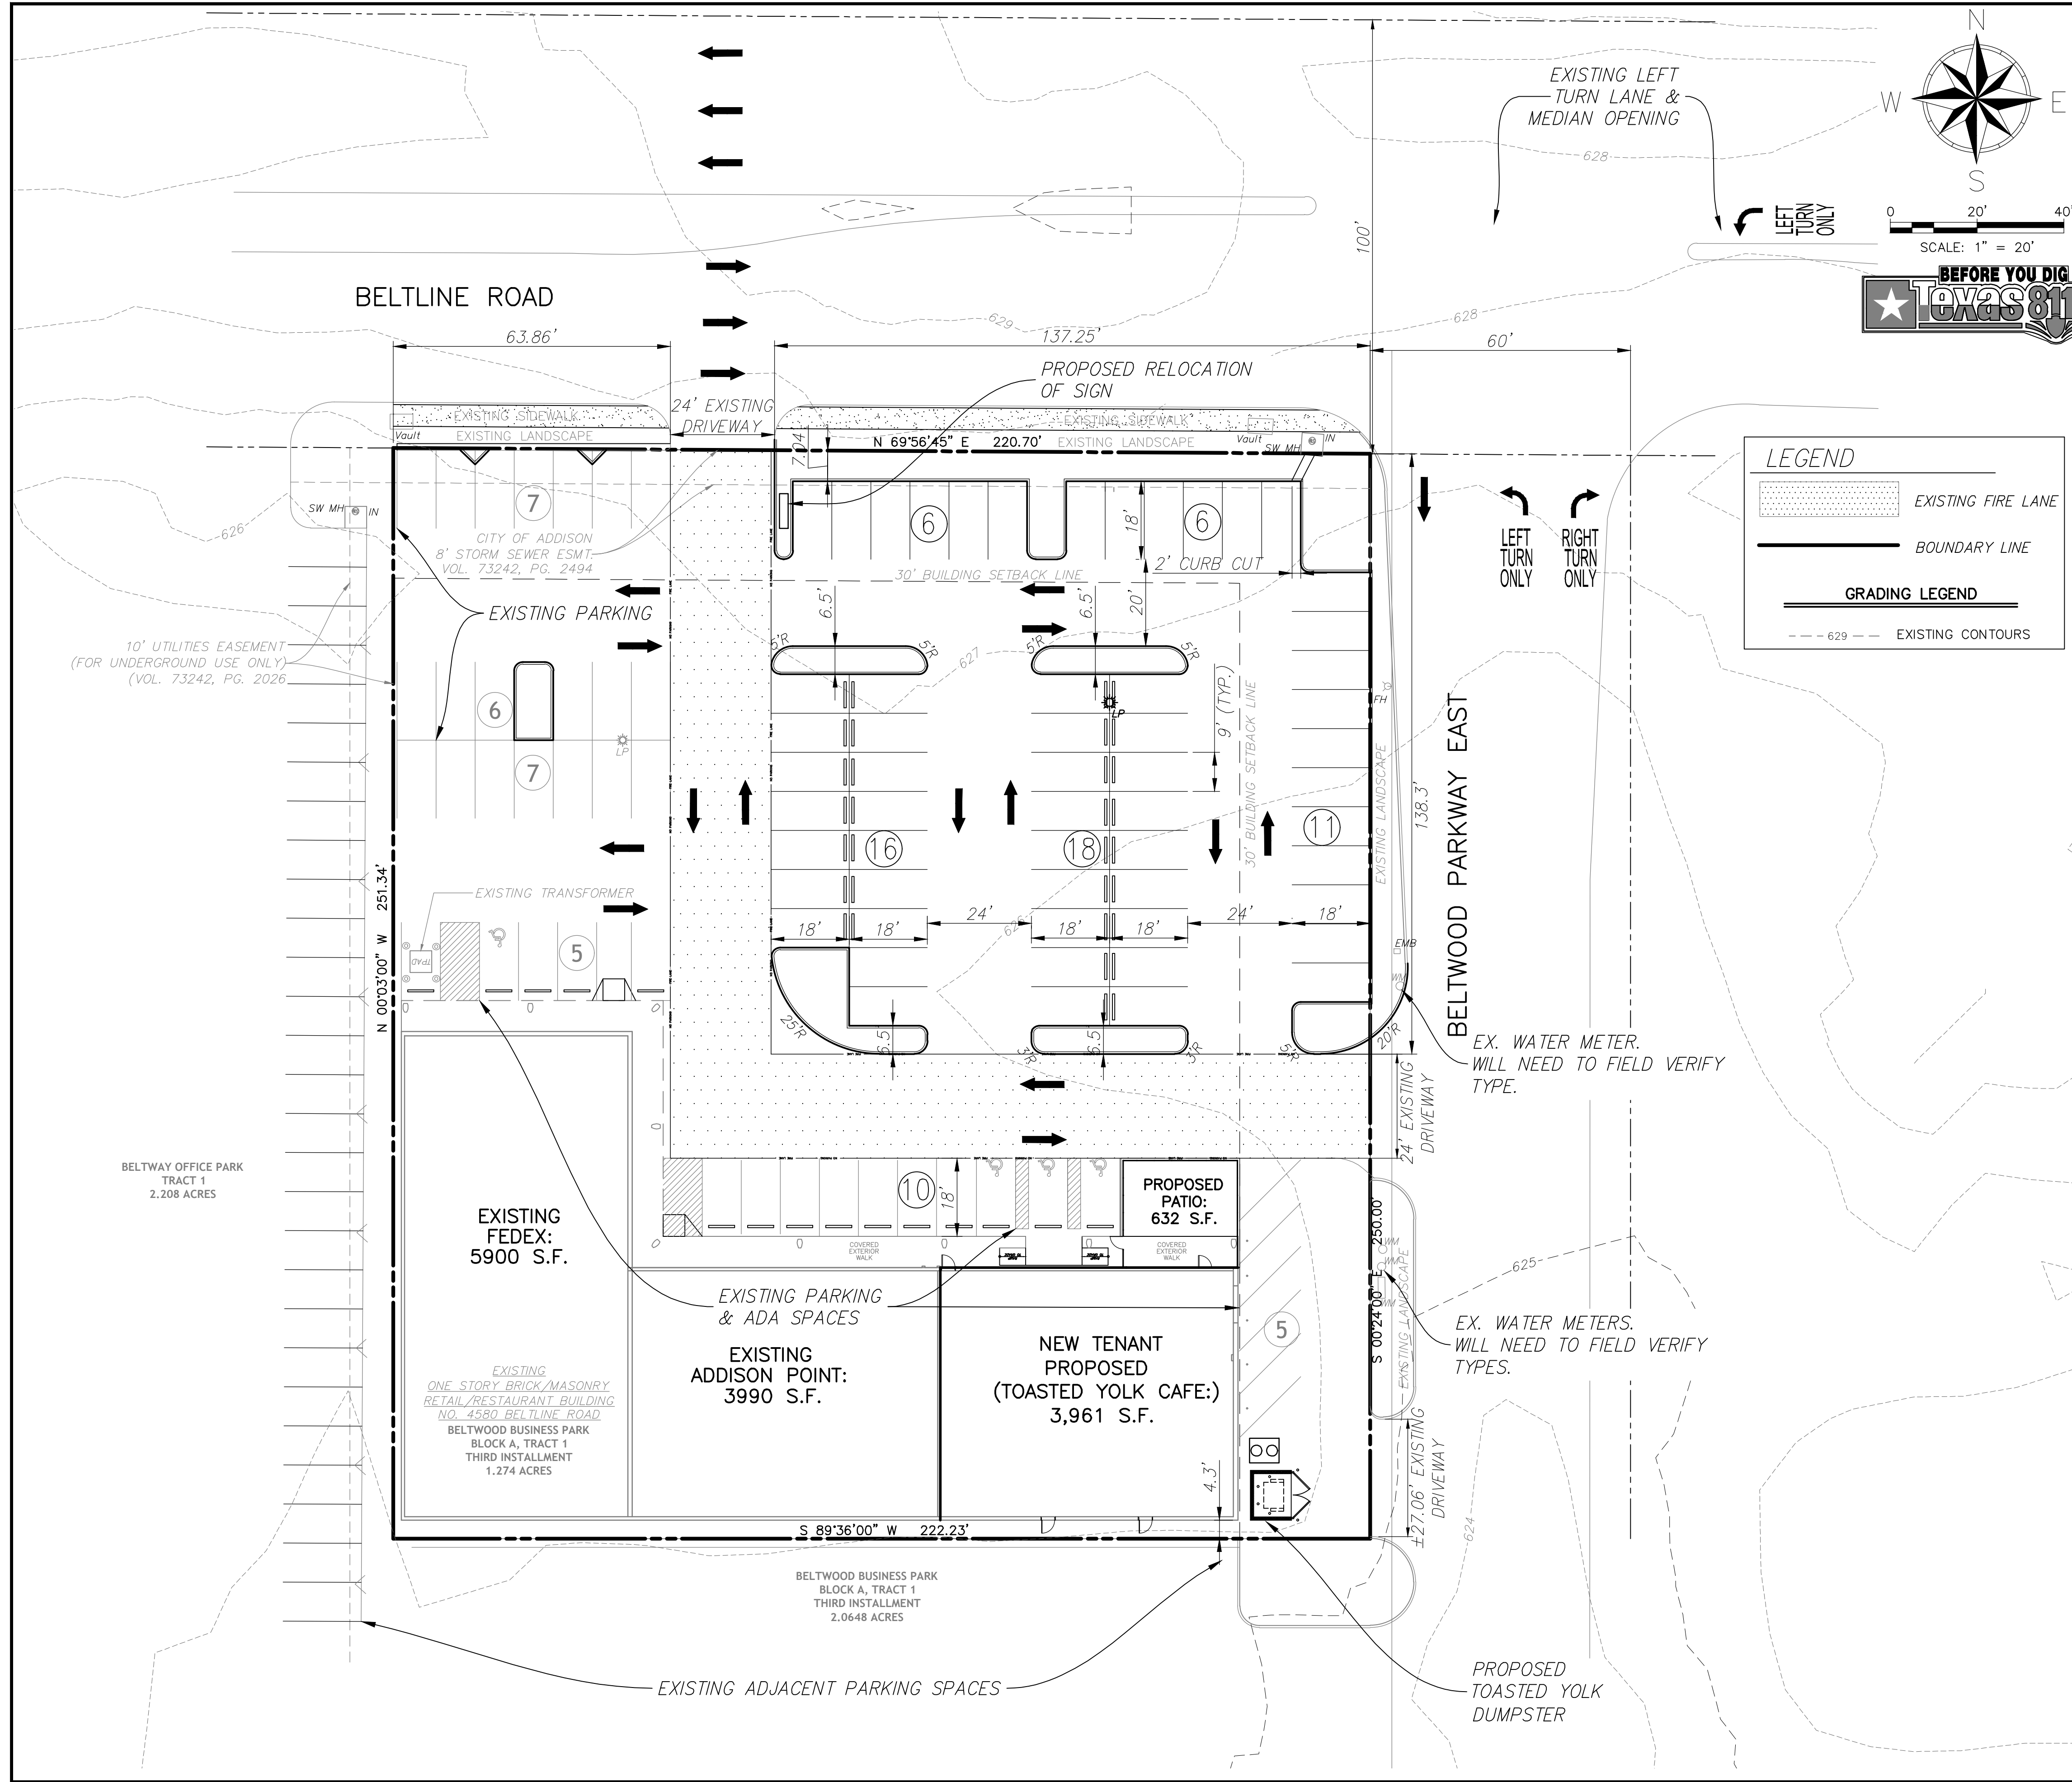 N
W
E
S
0 20' 40'
SCALE: 1" = 20'
BEFORE YOU DIG
Texas 811
EXISTING LEFT
TURN LANE &
MEDIAN OPENING
628
LEFT
TURN
ONLY
100'
BELTLINE ROAD
629
628
63.86'
137.25'
60'
PROPOSED RELOCATION
OF SIGN
24' EXISTING
DRIVEWAY
EXISTING SIDEWALK
EXISTING SIDEWALK
Vault
EXISTING LANDSCAPE
7.04
N 69°56'45" E 220.70'
EXISTING LANDSCAPE
Vault
SW MH
IN
LEGEND
EXISTING FIRE LANE
BOUNDARY LINE
GRADING LEGEND
629
EXISTING CONTOURS
SW MH
IN
626
7
6
6
18'
CITY OF ADDISON
8' STORM SEWER ESMT.
VOL. 73242, PG. 2494
30' BUILDING SETBACK LINE
2' CURB CUT
LEFT
TURN
ONLY
RIGHT
TURN
ONLY
EXISTING PARKING
6.5'
6.5'
20'
10' UTILITIES EASEMENT
(FOR UNDERGROUND USE ONLY)
(VOL. 73242, PG. 2026
5'R
5'R
5'R
5'R
627
6
7
LP
LP
9' (TYP.)
30' BUILDING SETBACK LINE
FH
EXISTING LANDSCAPE
138.3'
BELTWOOD PARKWAY EAST
16
18
11
N 00°03'00" W 251.34'
EXISTING TRANSFORMER
TPAD
5
18'
18'
24'
18'
18'
24'
18'
626
EMB
WM
25'R
6.5'
3'R
6.5'
3'R
5'R
20'R
EX. WATER METER.
WILL NEED TO FIELD VERIFY
TYPE.
24' EXISTING
DRIVEWAY
BELTWAY OFFICE PARK
TRACT 1
2.208 ACRES
10
18'
PROPOSED
PATIO:
632 S.F.
EXISTING
FEDEX:
5900 S.F.
COVERED
EXTERIOR
WALK
COVERED
EXTERIOR
WALK
S 00°24'00" E 250.00'
WM
WM
WM
EXISTING LANDSCAPE
625
EXISTING PARKING
& ADA SPACES
EX. WATER METERS.
WILL NEED TO FIELD VERIFY
TYPES.
5
EXISTING
ADDISON POINT:
3990 S.F.
NEW TENANT
PROPOSED
(TOASTED YOLK CAFE:)
3,961 S.F.
EXISTING
ONE STORY BRICK/MASONRY
RETAIL/RESTAURANT BUILDING
NO. 4580 BELTLINE ROAD
BELTWOOD BUSINESS PARK
BLOCK A, TRACT 1
THIRD INSTALLMENT
1.274 ACRES
4.3'
±27.06' EXISTING
DRIVEWAY
624
S 89°36'00" W 222.23'
BELTWOOD BUSINESS PARK
BLOCK A, TRACT 1
THIRD INSTALLMENT
2.0648 ACRES
EXISTING ADJACENT PARKING SPACES
PROPOSED
TOASTED YOLK
DUMPSTER